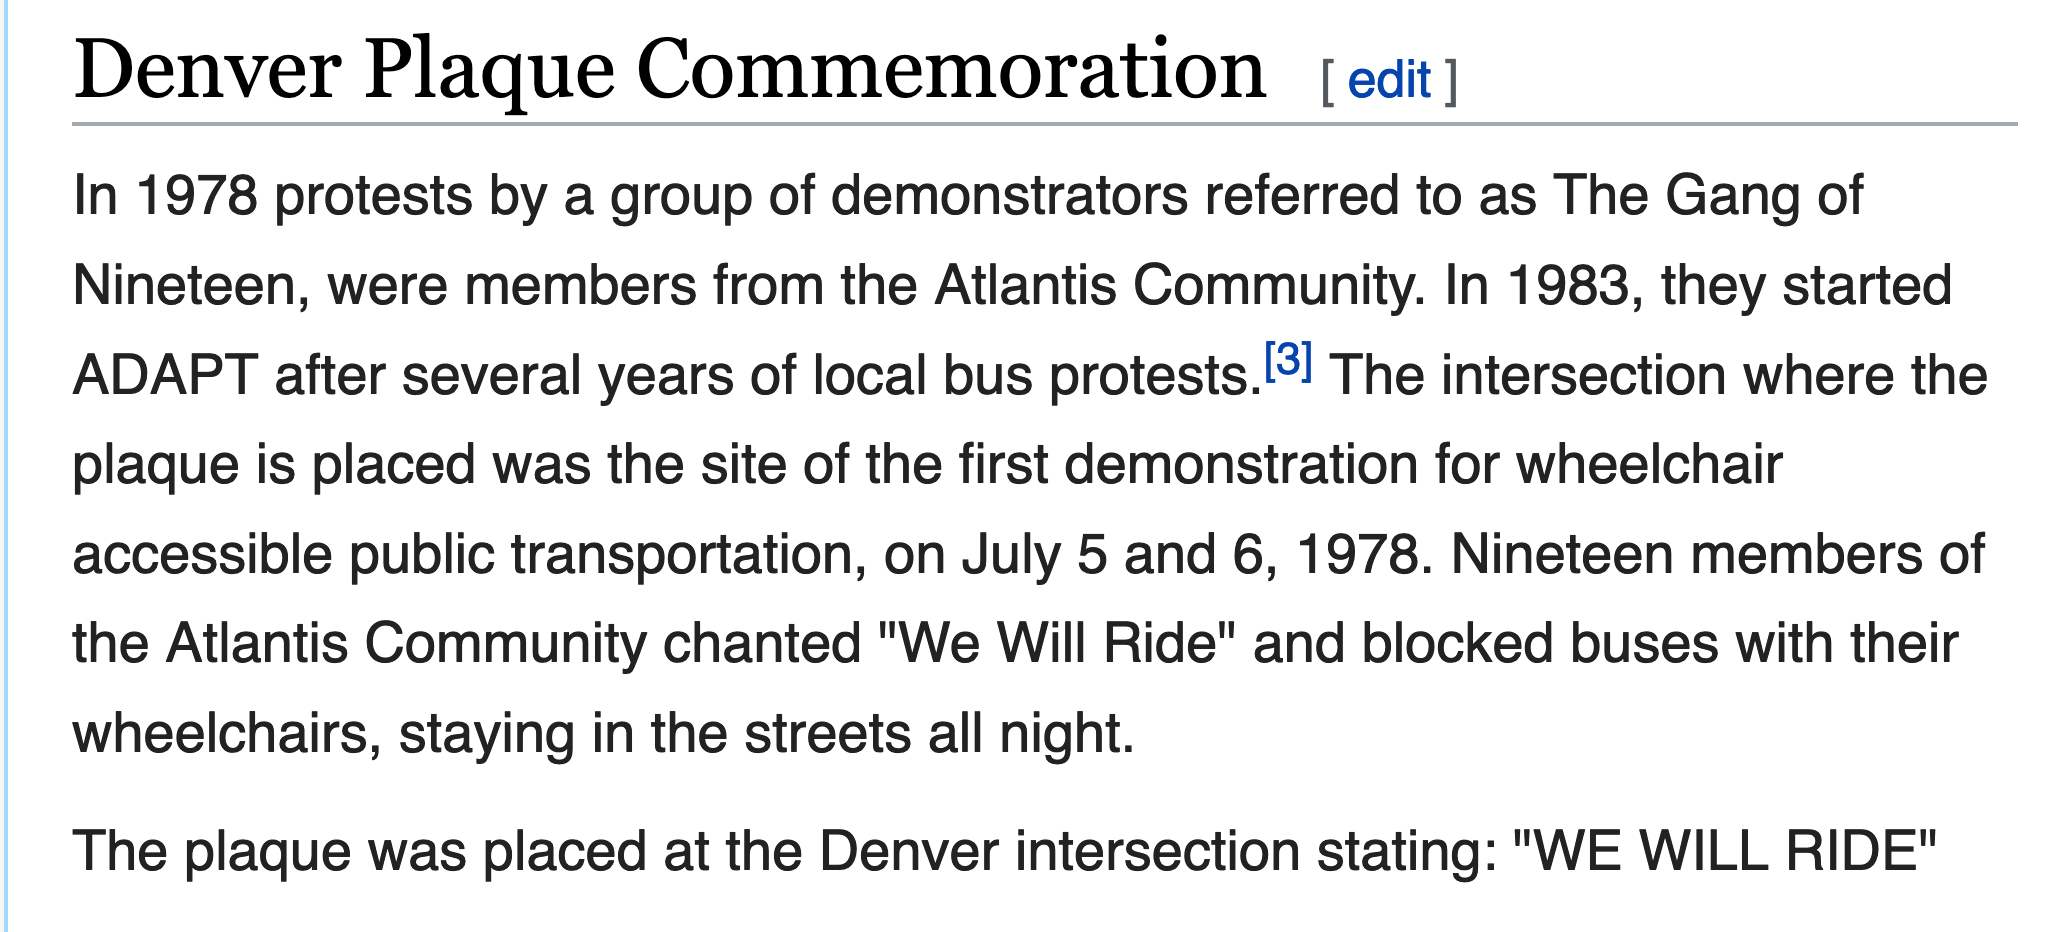 Denver Plaque Commemoration [ edit ]
In 1978 protests by a group of demonstrators referred to as The Gang of
Nineteen, were members from the Atlantis Community. In 1983, they started
ADAPT after several years of local bus protests.[3] The intersection where the
plaque is placed was the site of the first demonstration for wheelchair
accessible public transportation, on July 5 and 6, 1978. Nineteen members of
the Atlantis Community chanted "We Will Ride" and blocked buses with their
wheelchairs, staying in the streets all night.
The plaque was placed at the Denver intersection stating: "WE WILL RIDE"